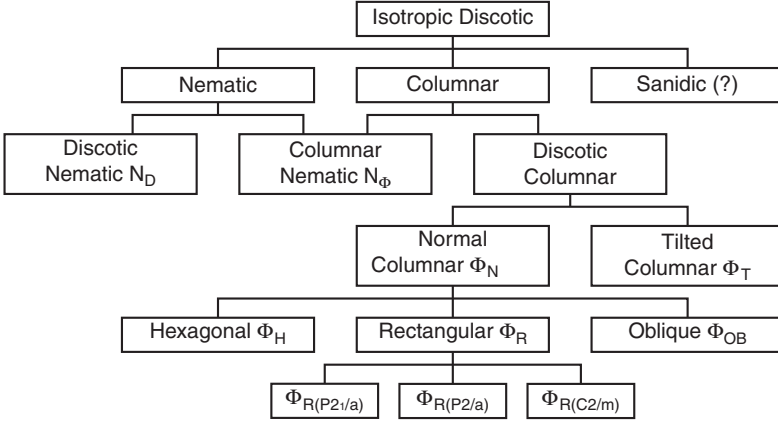 Isotropic Discotic
Nematic
Columnar
Sanidic (?)
Discotic
Nematic N_D
Columnar
Nematic N_Φ
Discotic
Columnar
Normal
Columnar Φ_N
Tilted
Columnar Φ_T
Hexagonal Φ_H
Rectangular Φ_R
Oblique Φ_OB
Φ_R(P2₁/a)
Φ_R(P2/a)
Φ_R(C2/m)